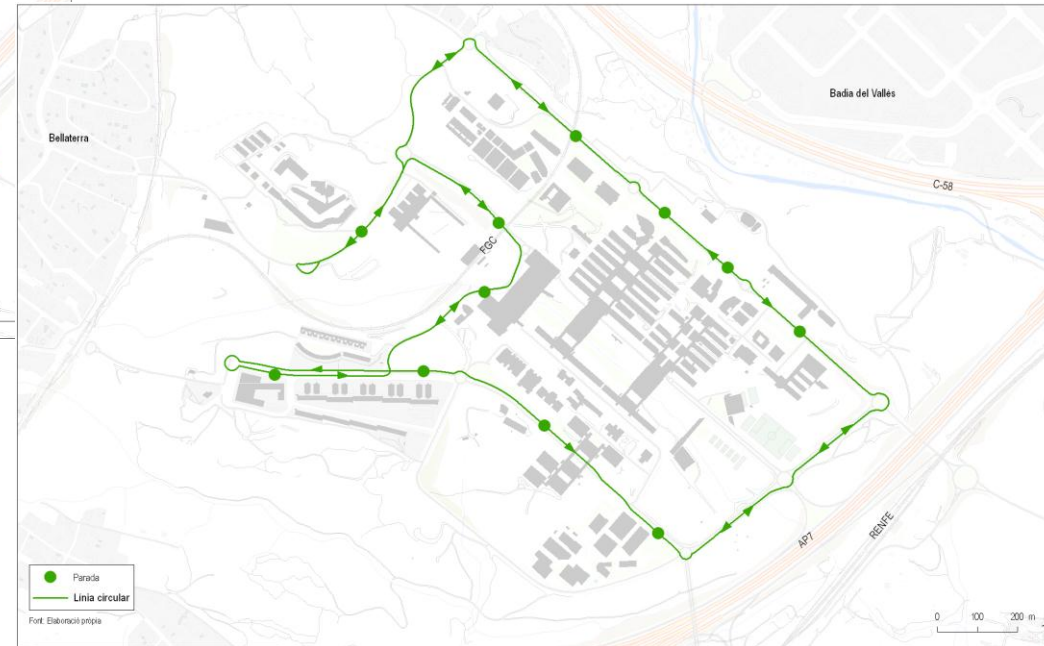 Badia del Vallès
Bellaterra
C-58
FGC
AP7
RENFE
Parada
Línia circular
Font: Elaboració pròpia
0 100 200 m